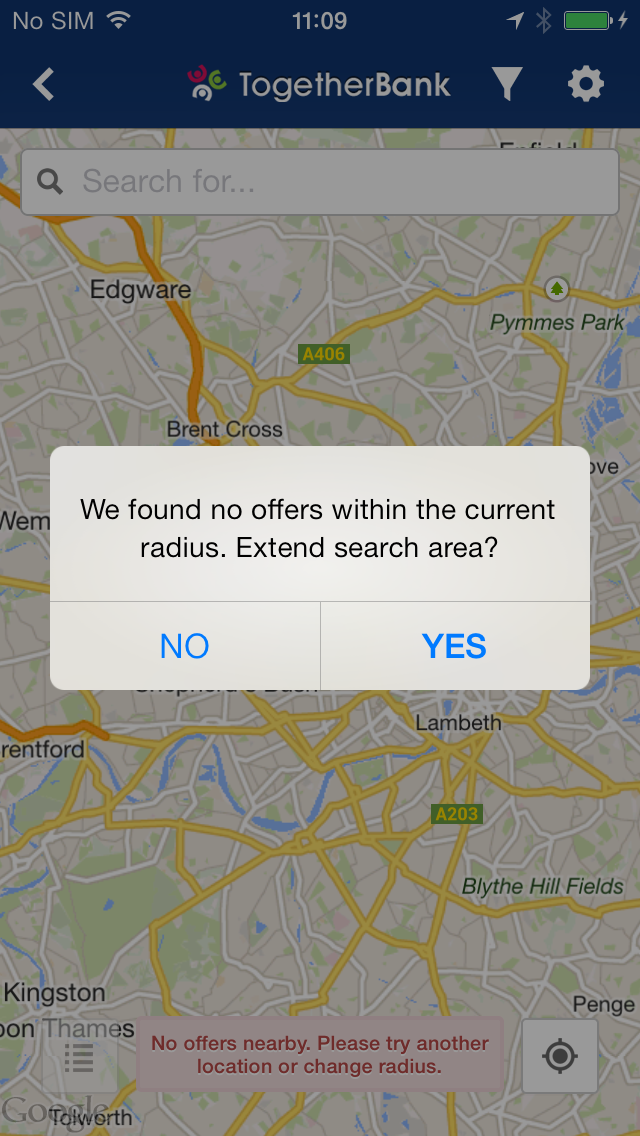 No SIM 11:09
TogetherBank
Enfield
Search for...
Edgware
Pymmes Park
A406
Brent Cross
ove
Wem
We found no offers within the current
radius. Extend search area?
NO YES
Shepherd's Bush
Lambeth
rentford
A203
Blythe Hill Fields
Kingston
pon Thames
Penge
No offers nearby. Please try another
location or change radius.
Google
Tolworth